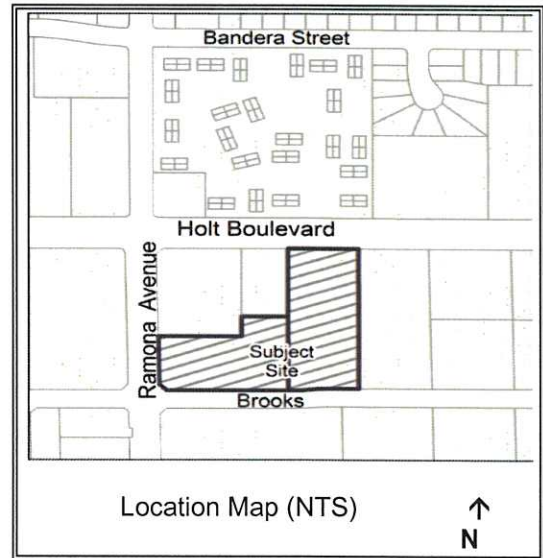 Bandera Street
Holt Boulevard
Ramona Avenue
Subject
Site
Brooks
Location Map (NTS)
N